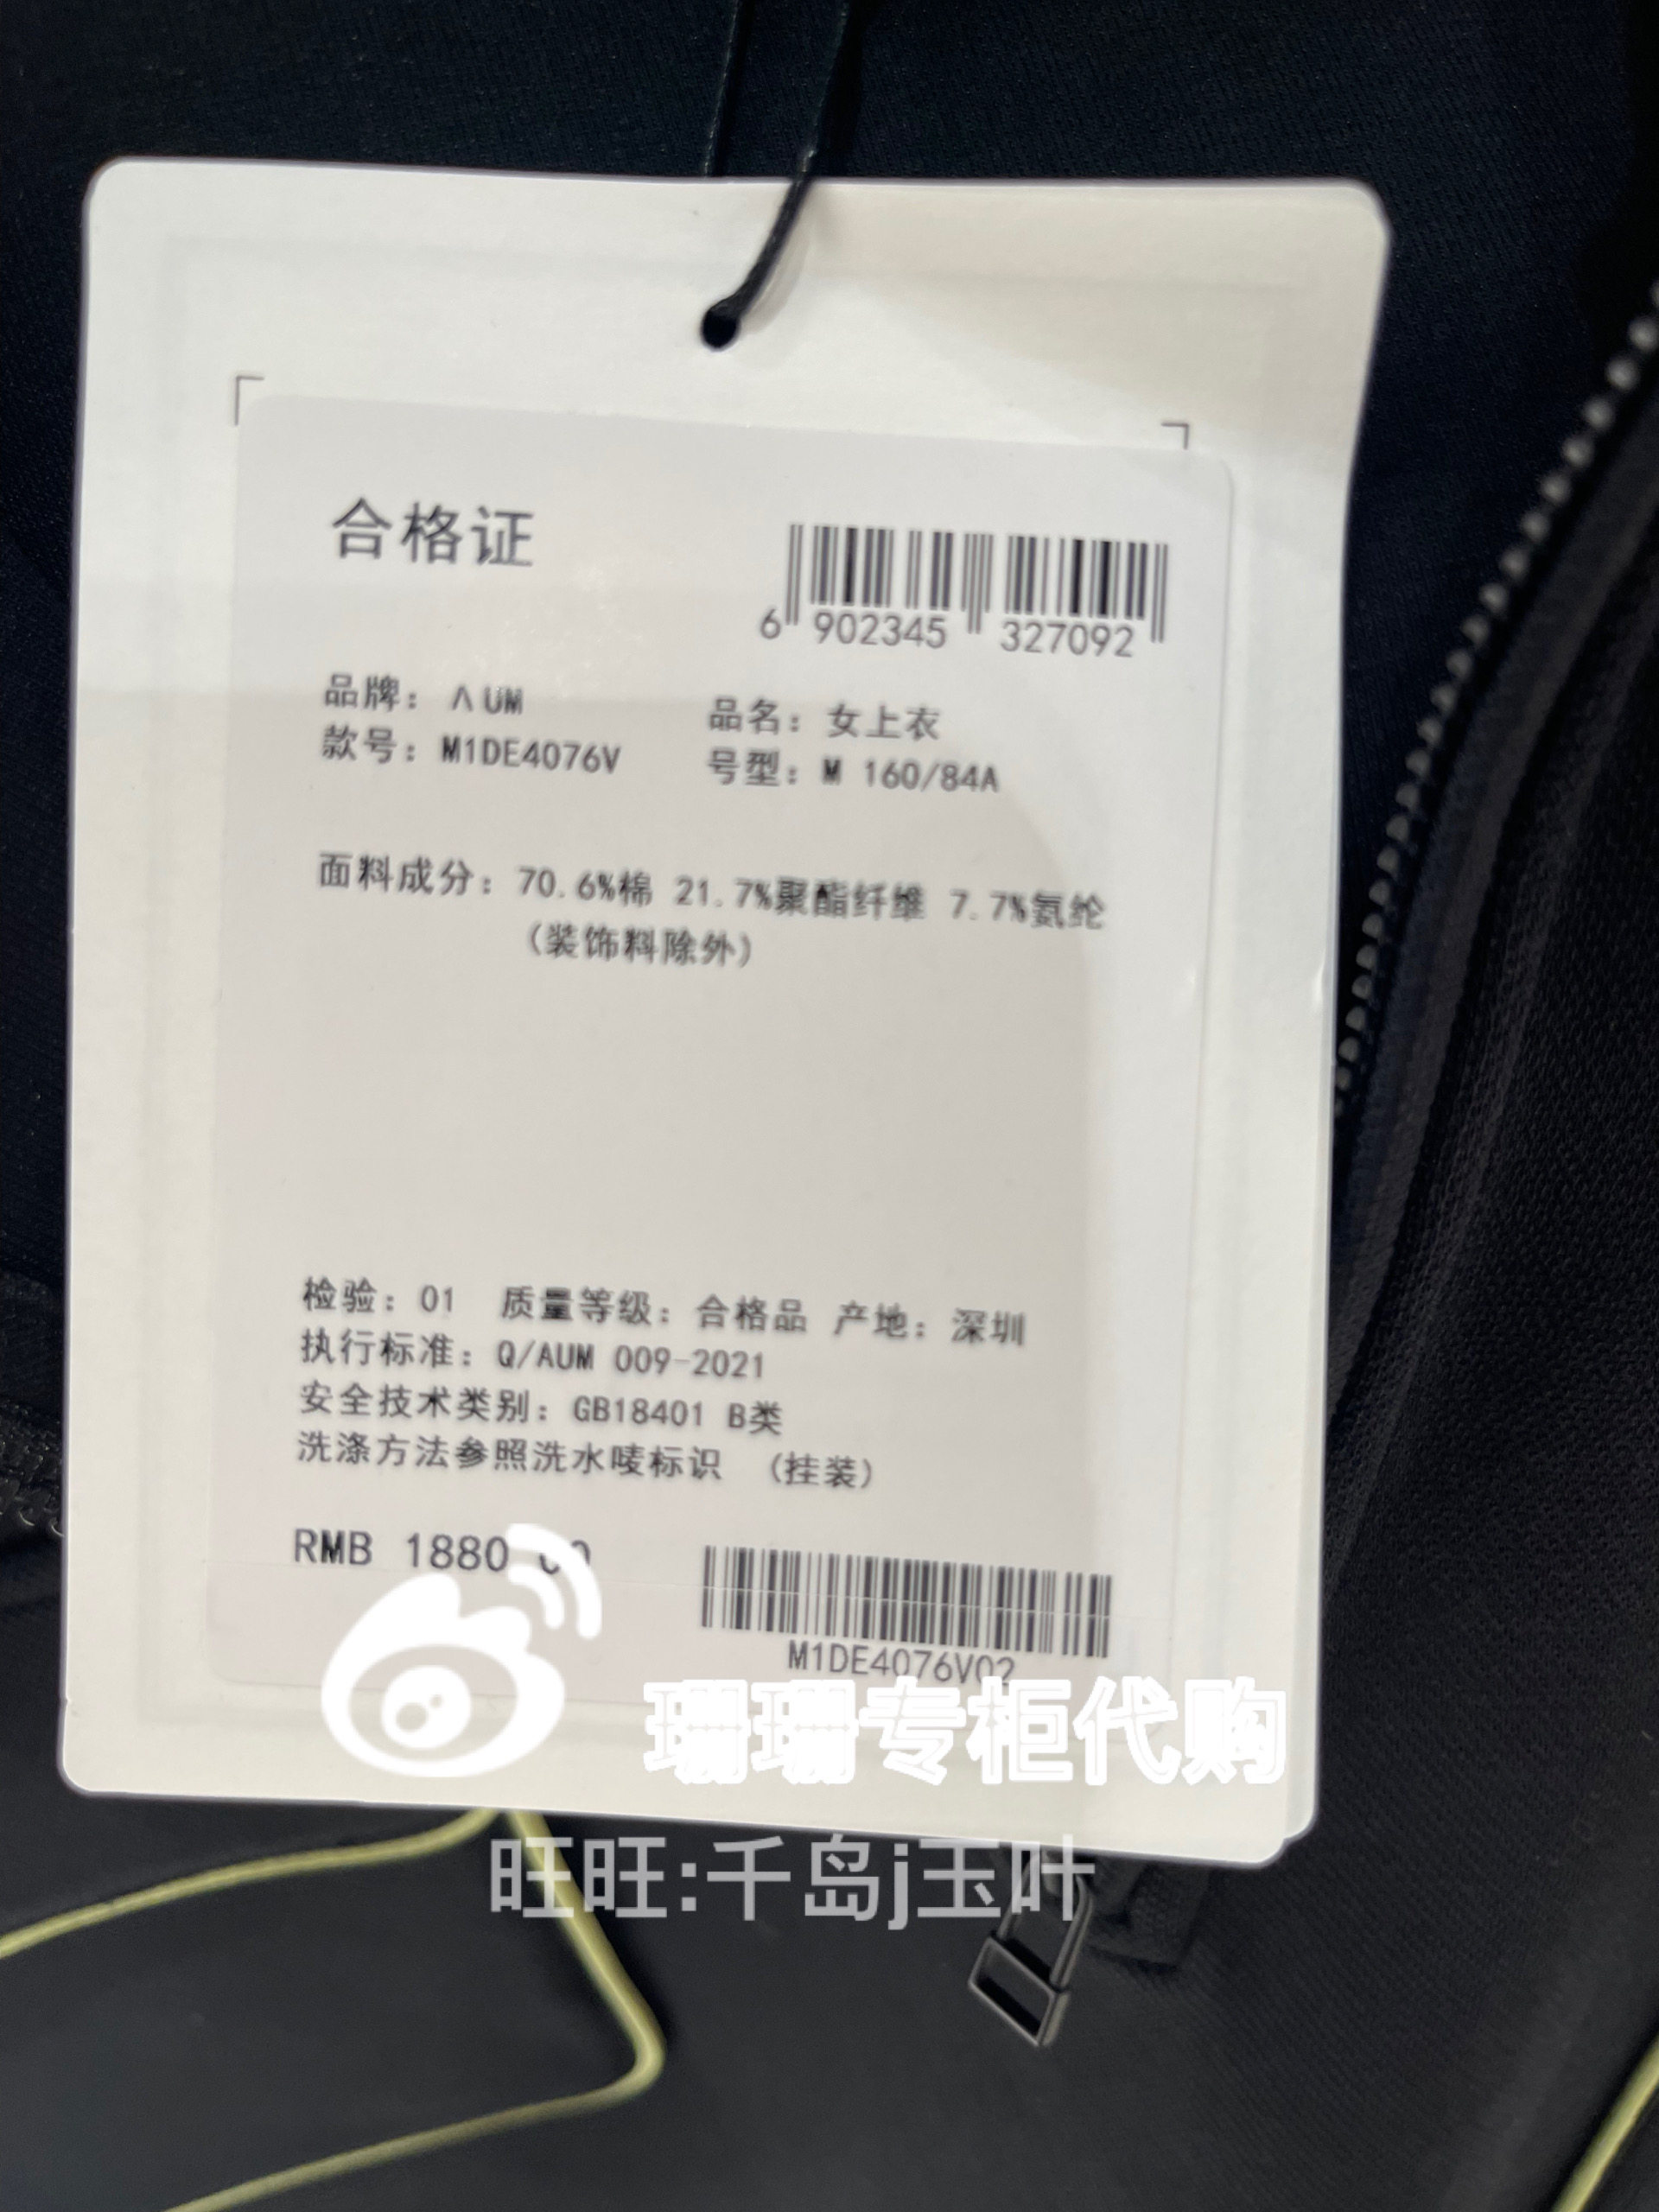 合格证
6 902345 327092
品牌：ΛUM 品名：女上衣
款号：M1DE4076V 号型：M 160/84A
面料成分：70.6%棉 21.7%聚酯纤维 7.7%氨纶
（装饰料除外）
检验：01 质量等级：合格品 产地：深圳
执行标准：Q/AUM 009-2021
安全技术类别：GB18401 B类
洗涤方法参照洗水唛标识 （挂装）
RMB 1880.00
M1DE4076V02
珊珊专柜代购
旺旺:千岛j玉叶